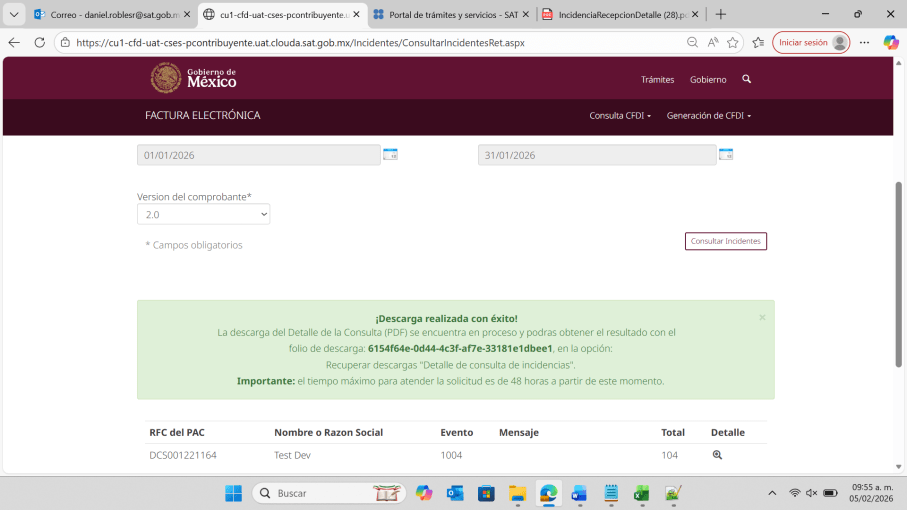 Correo - daniel.roblesr@sat.gob.m
cu1-cfd-uat-cses-pcontribuyente.u
Portal de trámites y servicios - SAT
IncidenciaRecepcionDetalle (28).p
https://cu1-cfd-uat-cses-pcontribuyente.uat.clouda.sat.gob.mx/Incidentes/ConsultarIncidentesRet.aspx
Iniciar sesión
Gobierno de
México
Trámites
Gobierno
FACTURA ELECTRÓNICA
Consulta CFDI
Generación de CFDI
01/01/2026
31/01/2026
Version del comprobante*
2.0
* Campos obligatorios
Consultar Incidentes
¡Descarga realizada con éxito!
La descarga del Detalle de la Consulta (PDF) se encuentra en proceso y podras obtener el resultado con el
folio de descarga: 6154f64e-0d44-4c3f-af7e-33181e1dbee1, en la opción:
Recuperar descargas "Detalle de consulta de incidencias".
Importante: el tiempo máximo para atender la solicitud es de 48 horas a partir de este momento.
RFC del PAC Nombre o Razon Social Evento Mensaje Total Detalle
DCS001221164 Test Dev 1004 104
Buscar
09:55 a. m.
05/02/2026